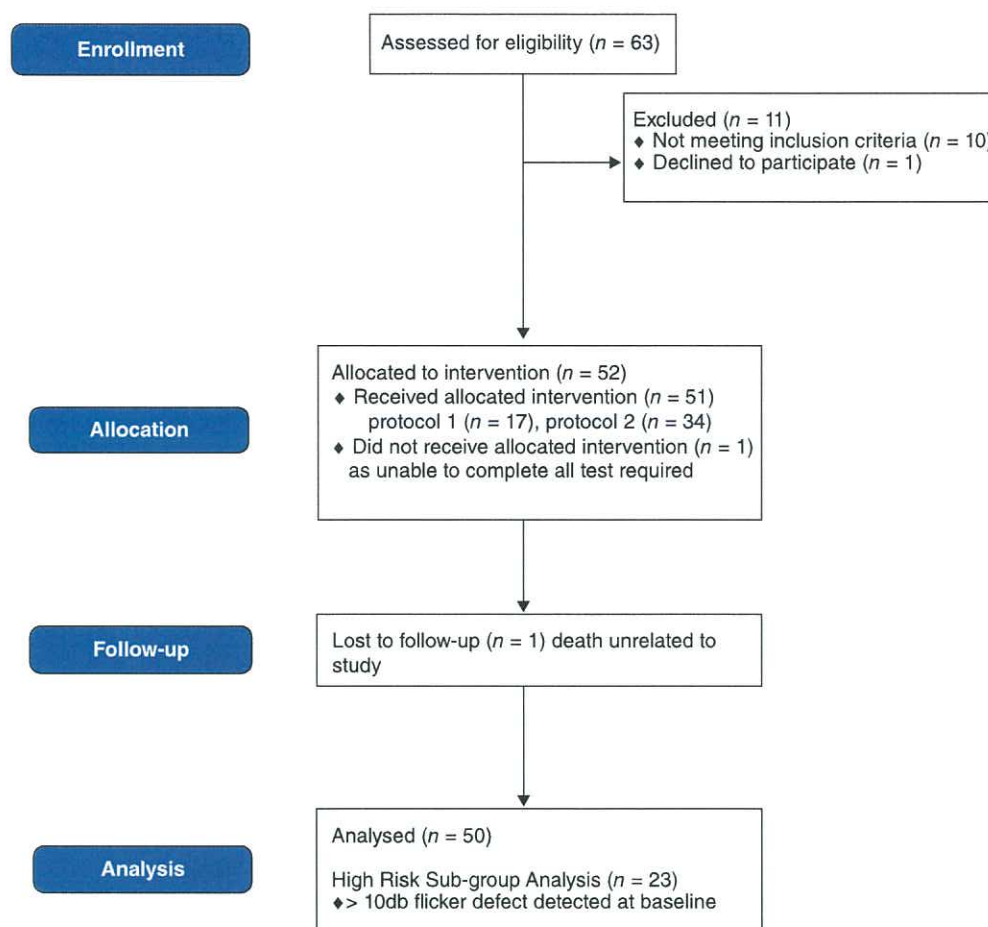 Enrollment
Assessed for eligibility (n = 63)
Excluded (n = 11)
♦ Not meeting inclusion criteria (n = 10)
♦ Declined to participate (n = 1)
Allocation
Allocated to intervention (n = 52)
♦ Received allocated intervention (n = 51)
protocol 1 (n = 17), protocol 2 (n = 34)
♦ Did not receive allocated intervention (n = 1)
as unable to complete all test required
Follow-up
Lost to follow-up (n = 1) death unrelated to
study
Analysis
Analysed (n = 50)
High Risk Sub-group Analysis (n = 23)
♦> 10db flicker defect detected at baseline